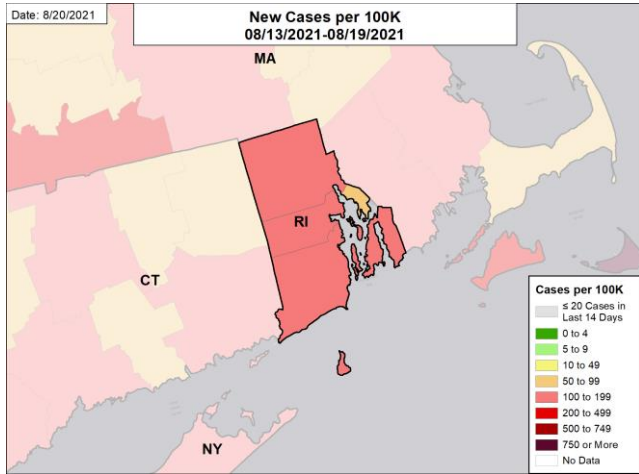 Date: 8/20/2021
New Cases per 100K
08/13/2021-08/19/2021
MA
RI
CT
NY
Cases per 100K
≤ 20 Cases in
Last 14 Days
0 to 4
5 to 9
10 to 49
50 to 99
100 to 199
200 to 499
500 to 749
750 or More
No Data